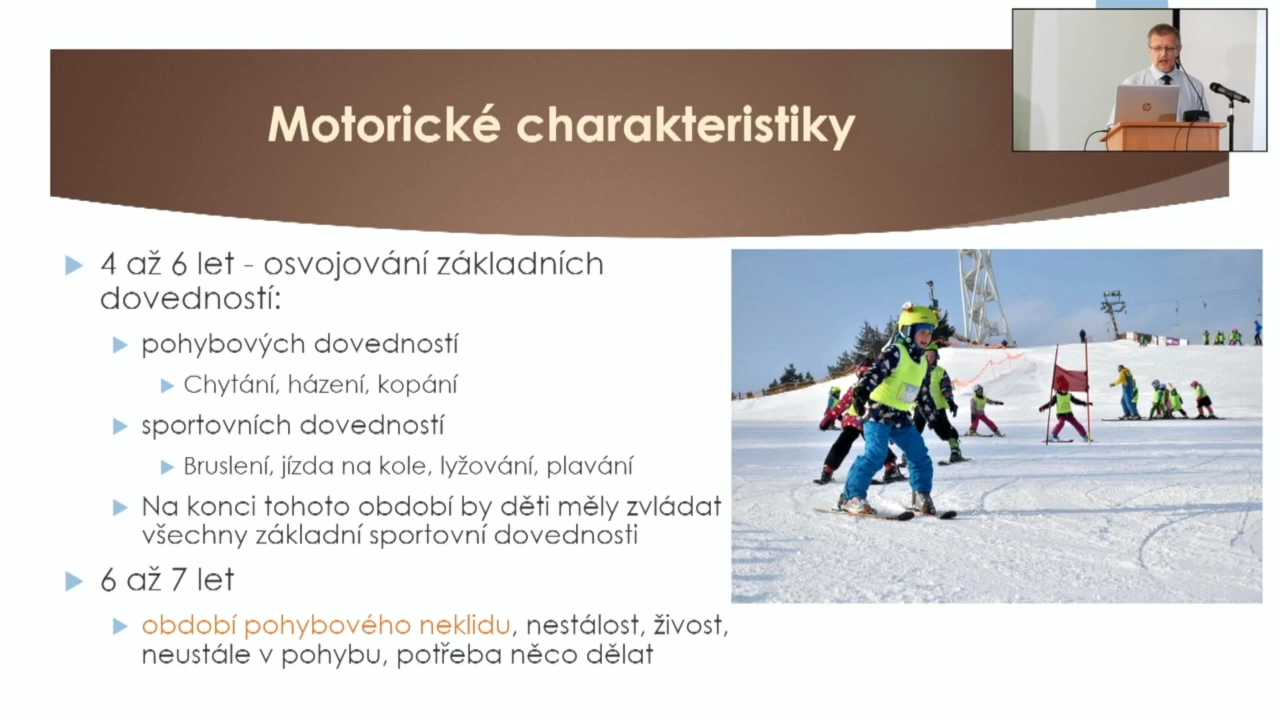 Motorické charakteristiky
4 až 6 let - osvojování základních
dovedností:
pohybových dovedností
Chytání, házení, kopání
sportovních dovedností
Bruslení, jízda na kole, lyžování, plavání
Na konci tohoto období by děti měly zvládat
všechny základní sportovní dovednosti
6 až 7 let
období pohybového neklidu, nestálost, živost,
neustále v pohybu, potřeba něco dělat